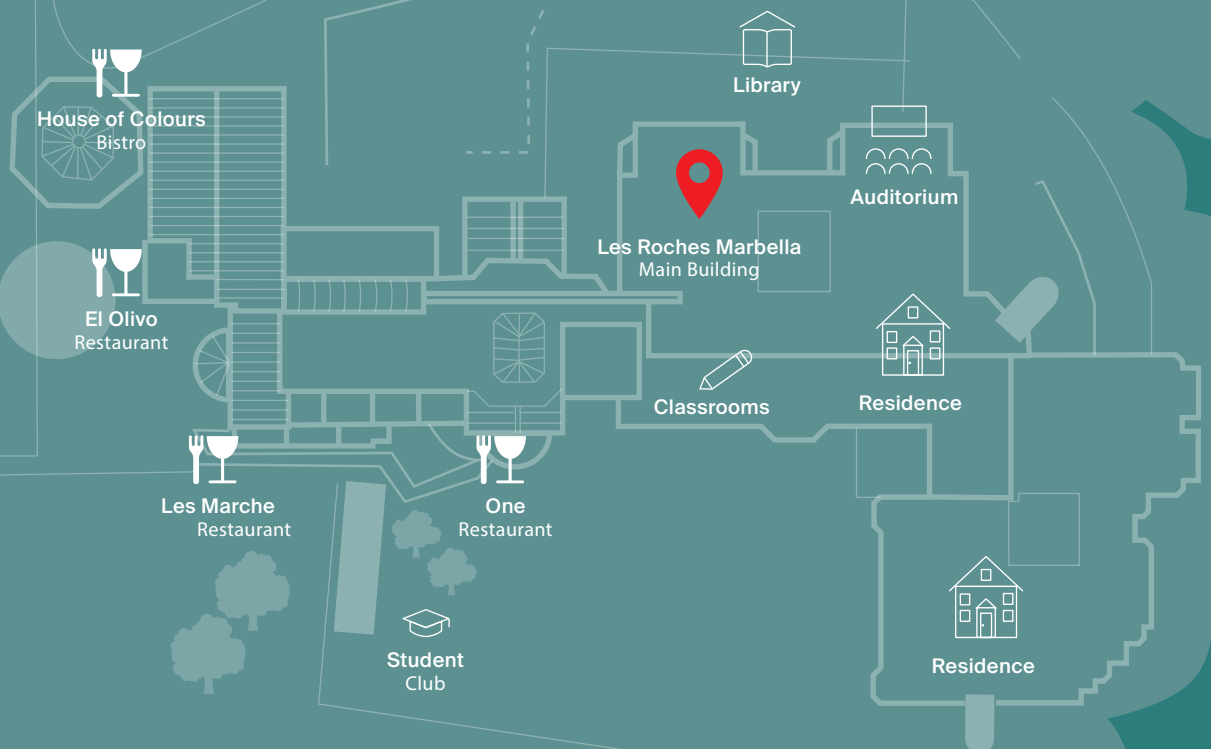 Library
House of Colours
Bistro
Auditorium
Les Roches Marbella
Main Building
El Olivo
Restaurant
Classrooms
Residence
Les Marche
Restaurant
One
Restaurant
Student
Club
Residence